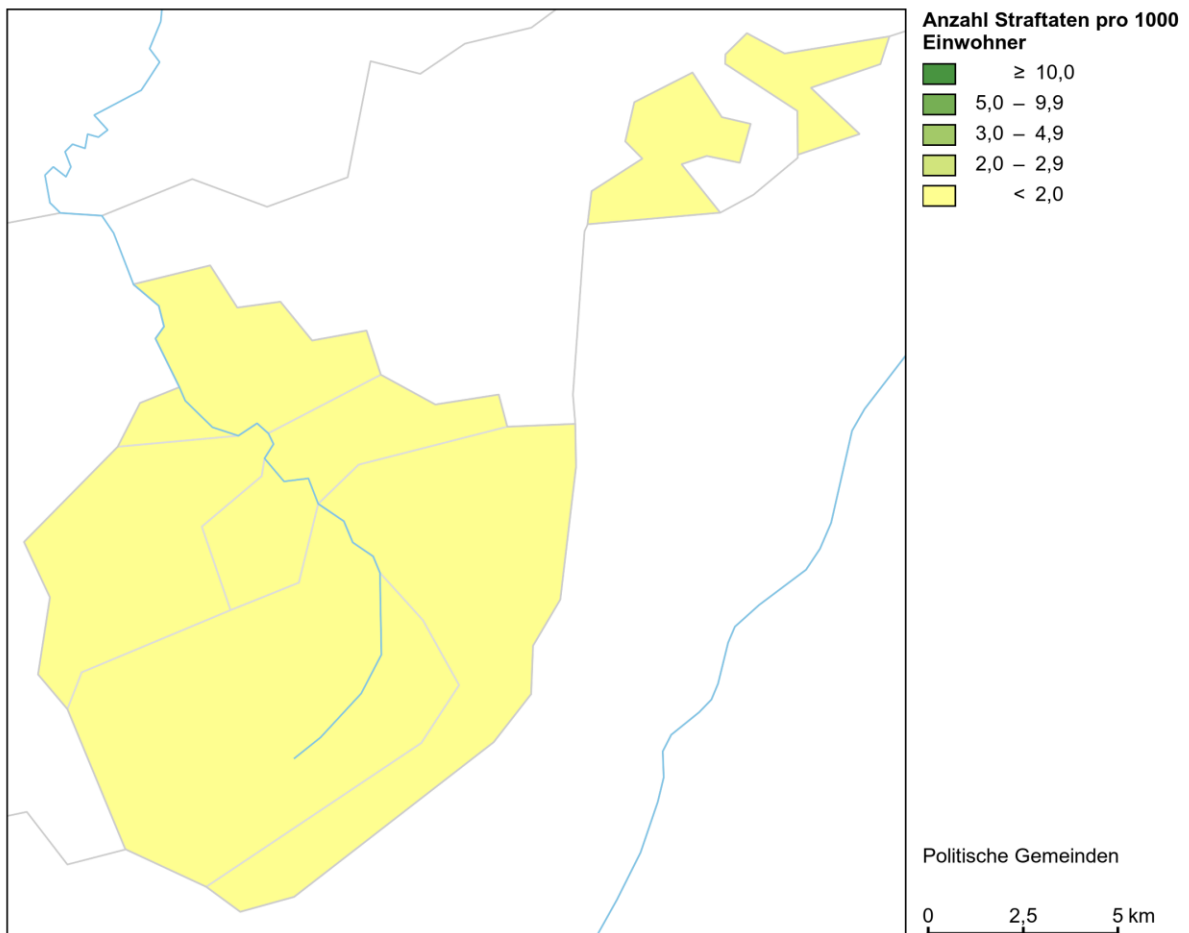 Anzahl Straftaten pro 1000
Einwohner
≥ 10,0
5,0 – 9,9
3,0 – 4,9
2,0 – 2,9
< 2,0
Politische Gemeinden
0 2,5 5 km